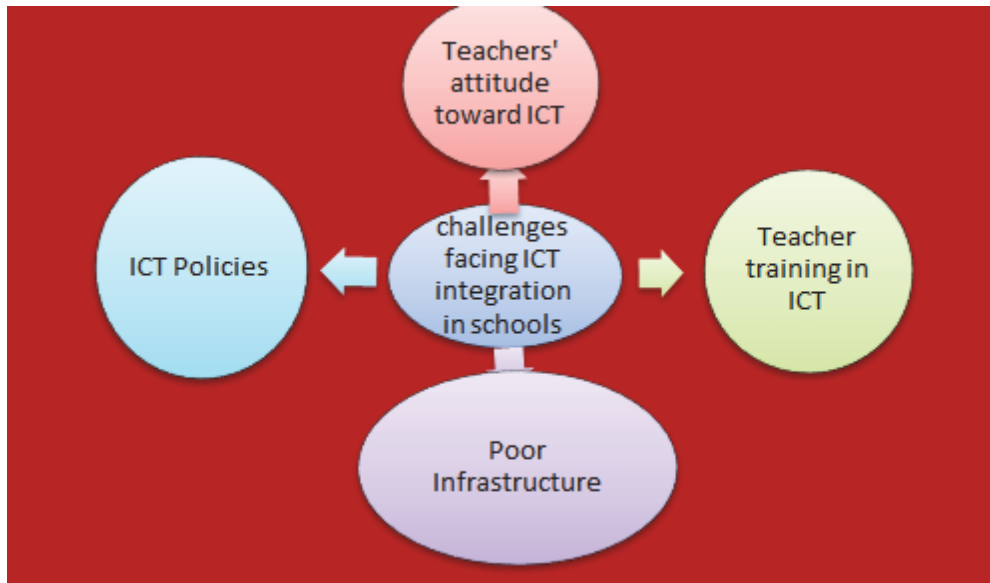 Teachers'
attitude
toward ICT
ICT Policies
challenges
facing ICT
integration
in schools
Teacher
training in
ICT
Poor
Infrastructure